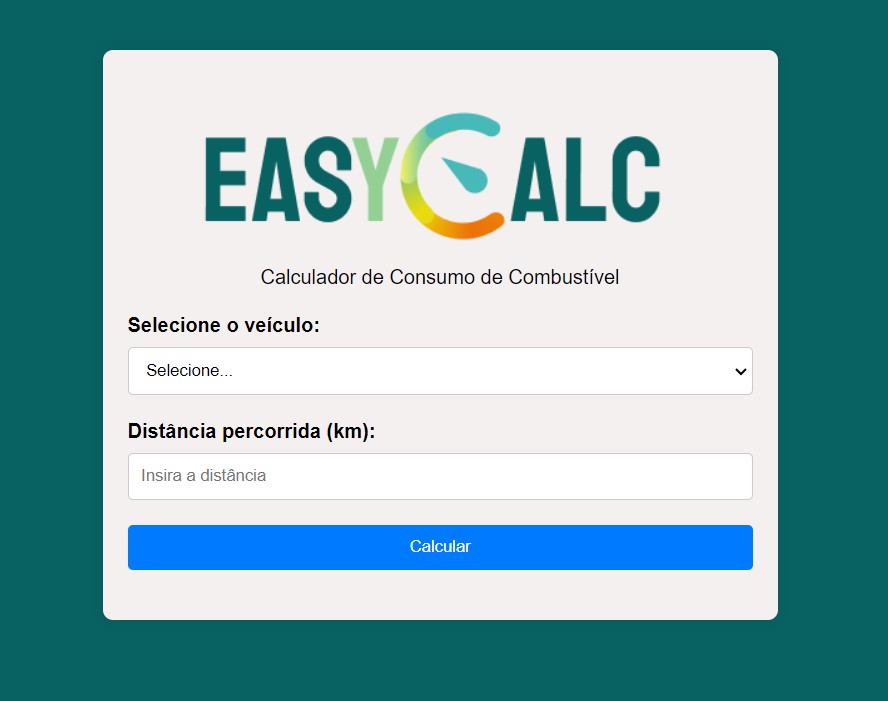 EASYCALC
Calculador de Consumo de Combustível
Selecione o veículo:
Selecione...
Distância percorrida (km):
Insira a distância
Calcular